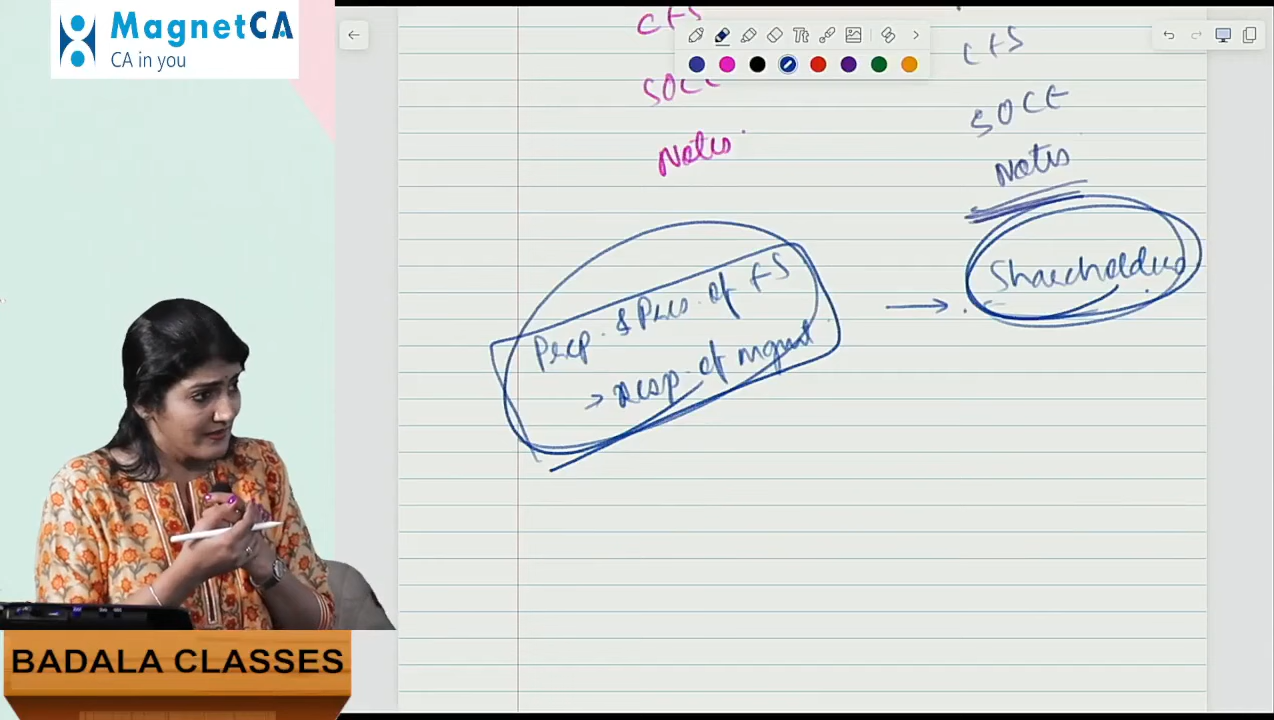 MagnetCA
CA in you
CFS
SOCE
Notes
CFS
SOCE
Notes
Prep. & Pres. of FS
→ resp. of mgmt
→ Shareholders
Tt
BADALA CLASSES